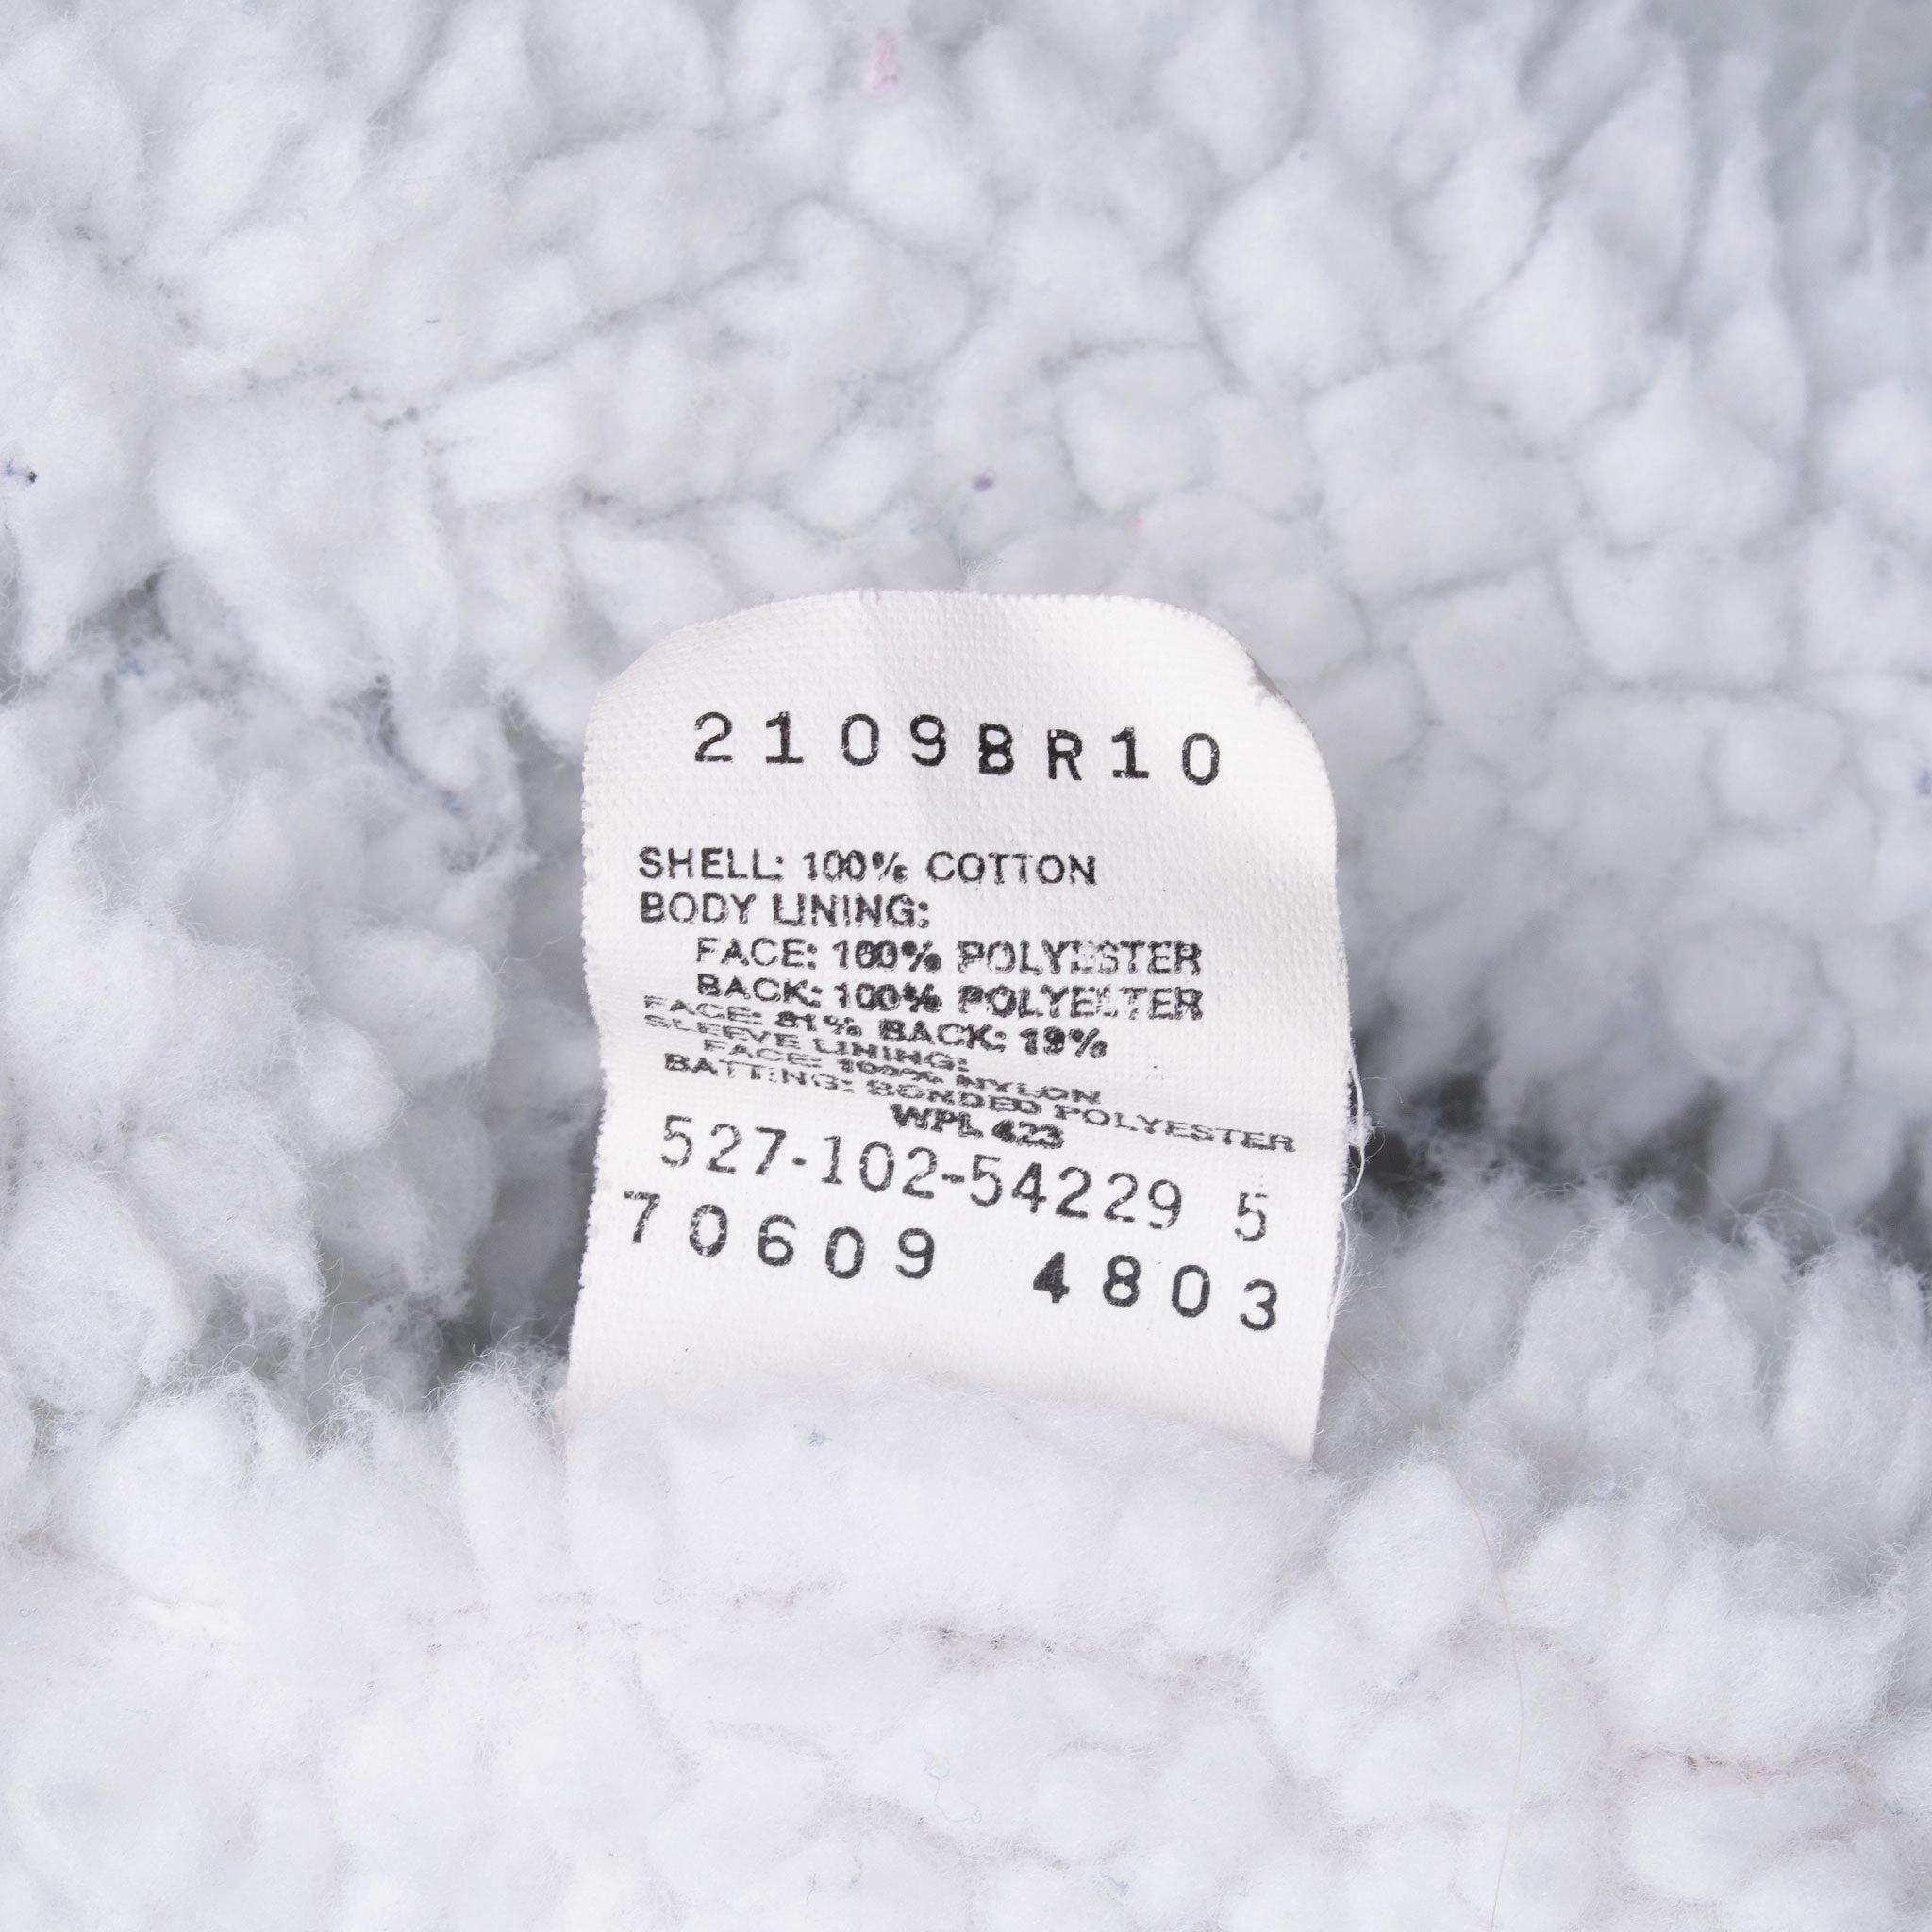 2109BR10
SHELL: 100% COTTON
BODY LINING:
FACE: 100% POLYESTER
BACK: 100% POLYESTER
FACE: 81% BACK: 19%
SLEEVE LINING:
FACE: 100% NYLON
BATTING: BONDED POLYESTER
WPL 423
527-102-54229 5
70609 4803